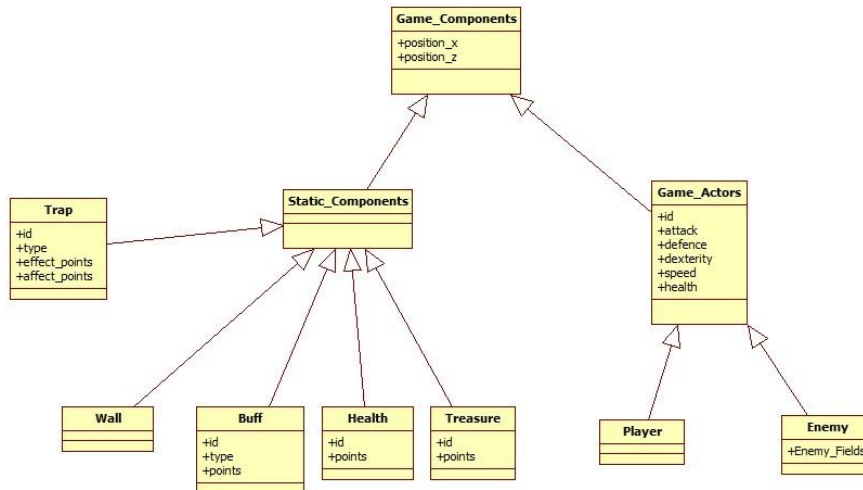 Game_Components
+position_x
+position_z
Static_Components
Game_Actors
+id
+attack
+defence
+dexterity
+speed
+health
Trap
+id
+type
+effect_points
+affect_points
Wall
Buff
+id
+type
+points
Health
+id
+points
Treasure
+id
+points
Player
Enemy
+Enemy_Fields